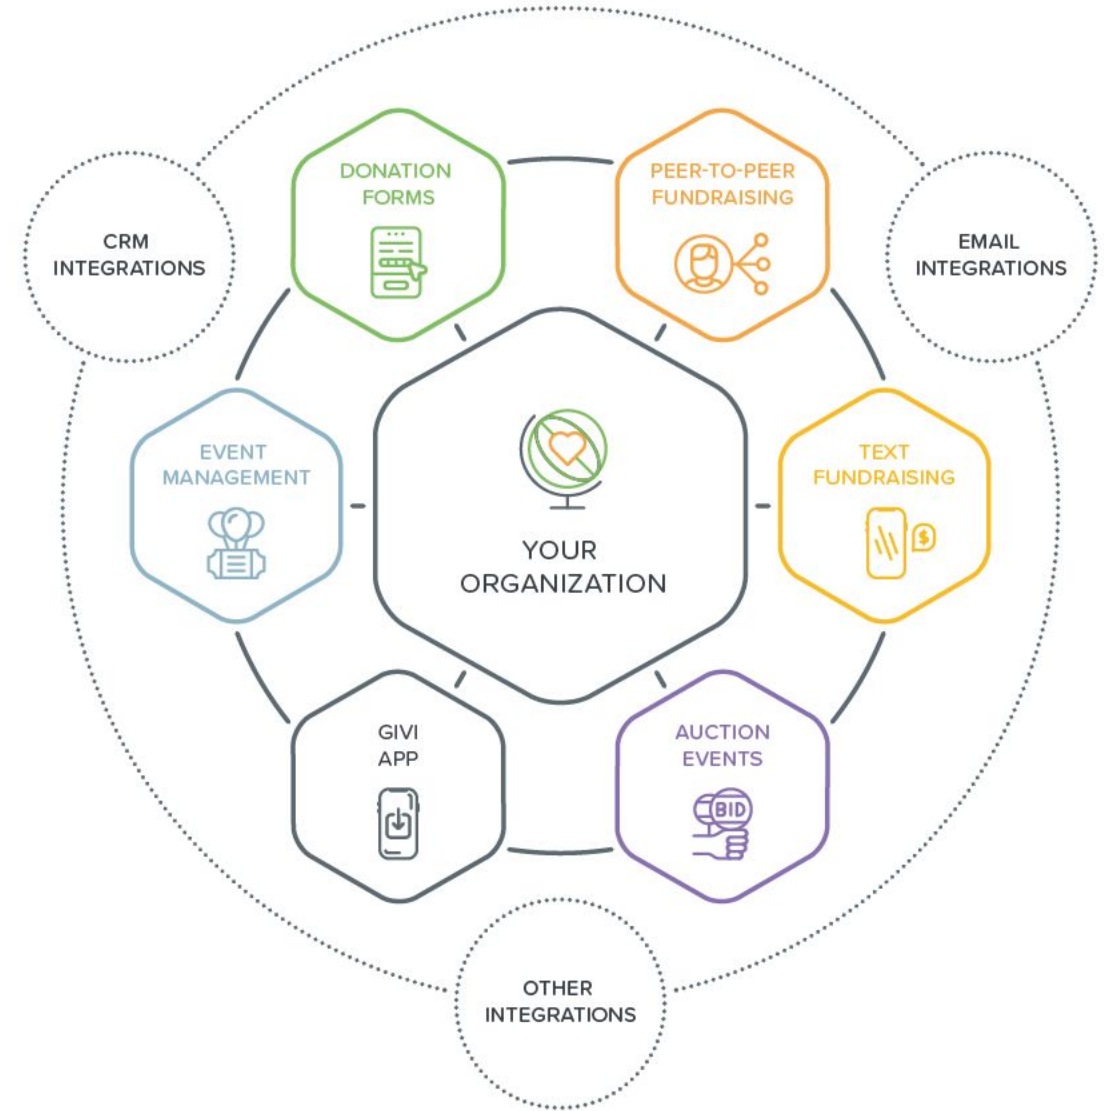 DONATION
FORMS
PEER-TO-PEER
FUNDRAISING
CRM
INTEGRATIONS
EMAIL
INTEGRATIONS
EVENT
MANAGEMENT
TEXT
FUNDRAISING
$
YOUR
ORGANIZATION
GIVI
APP
AUCTION
EVENTS
BID
OTHER
INTEGRATIONS